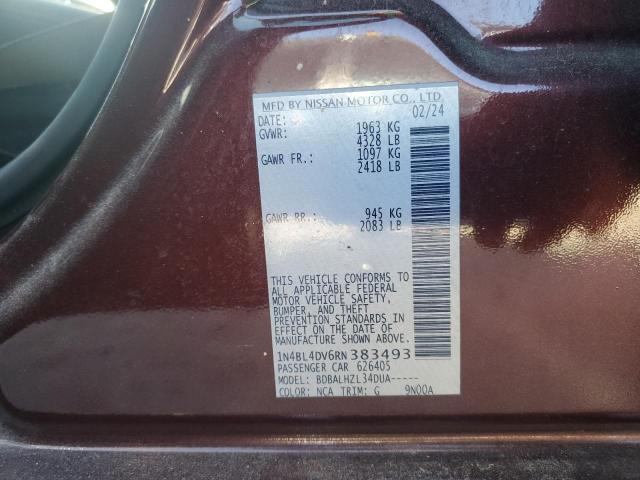 MFD BY NISSAN MOTOR CO., LTD.
DATE: 02/24
GVWR: 1963 KG
4328 LB
GAWR FR.: 1097 KG
2418 LB
GAWR RR.: 945 KG
2083 LB
THIS VEHICLE CONFORMS TO
ALL APPLICABLE FEDERAL
MOTOR VEHICLE SAFETY,
BUMPER, AND THEFT
PREVENTION STANDARDS IN
EFFECT ON THE DATE OF
MANUFACTURE SHOWN ABOVE.
1N4BL4DV6RN383493
PASSENGER CAR 626405
MODEL: BDBALHZL34DUA-----
COLOR: NCA TRIM: G 9N00A